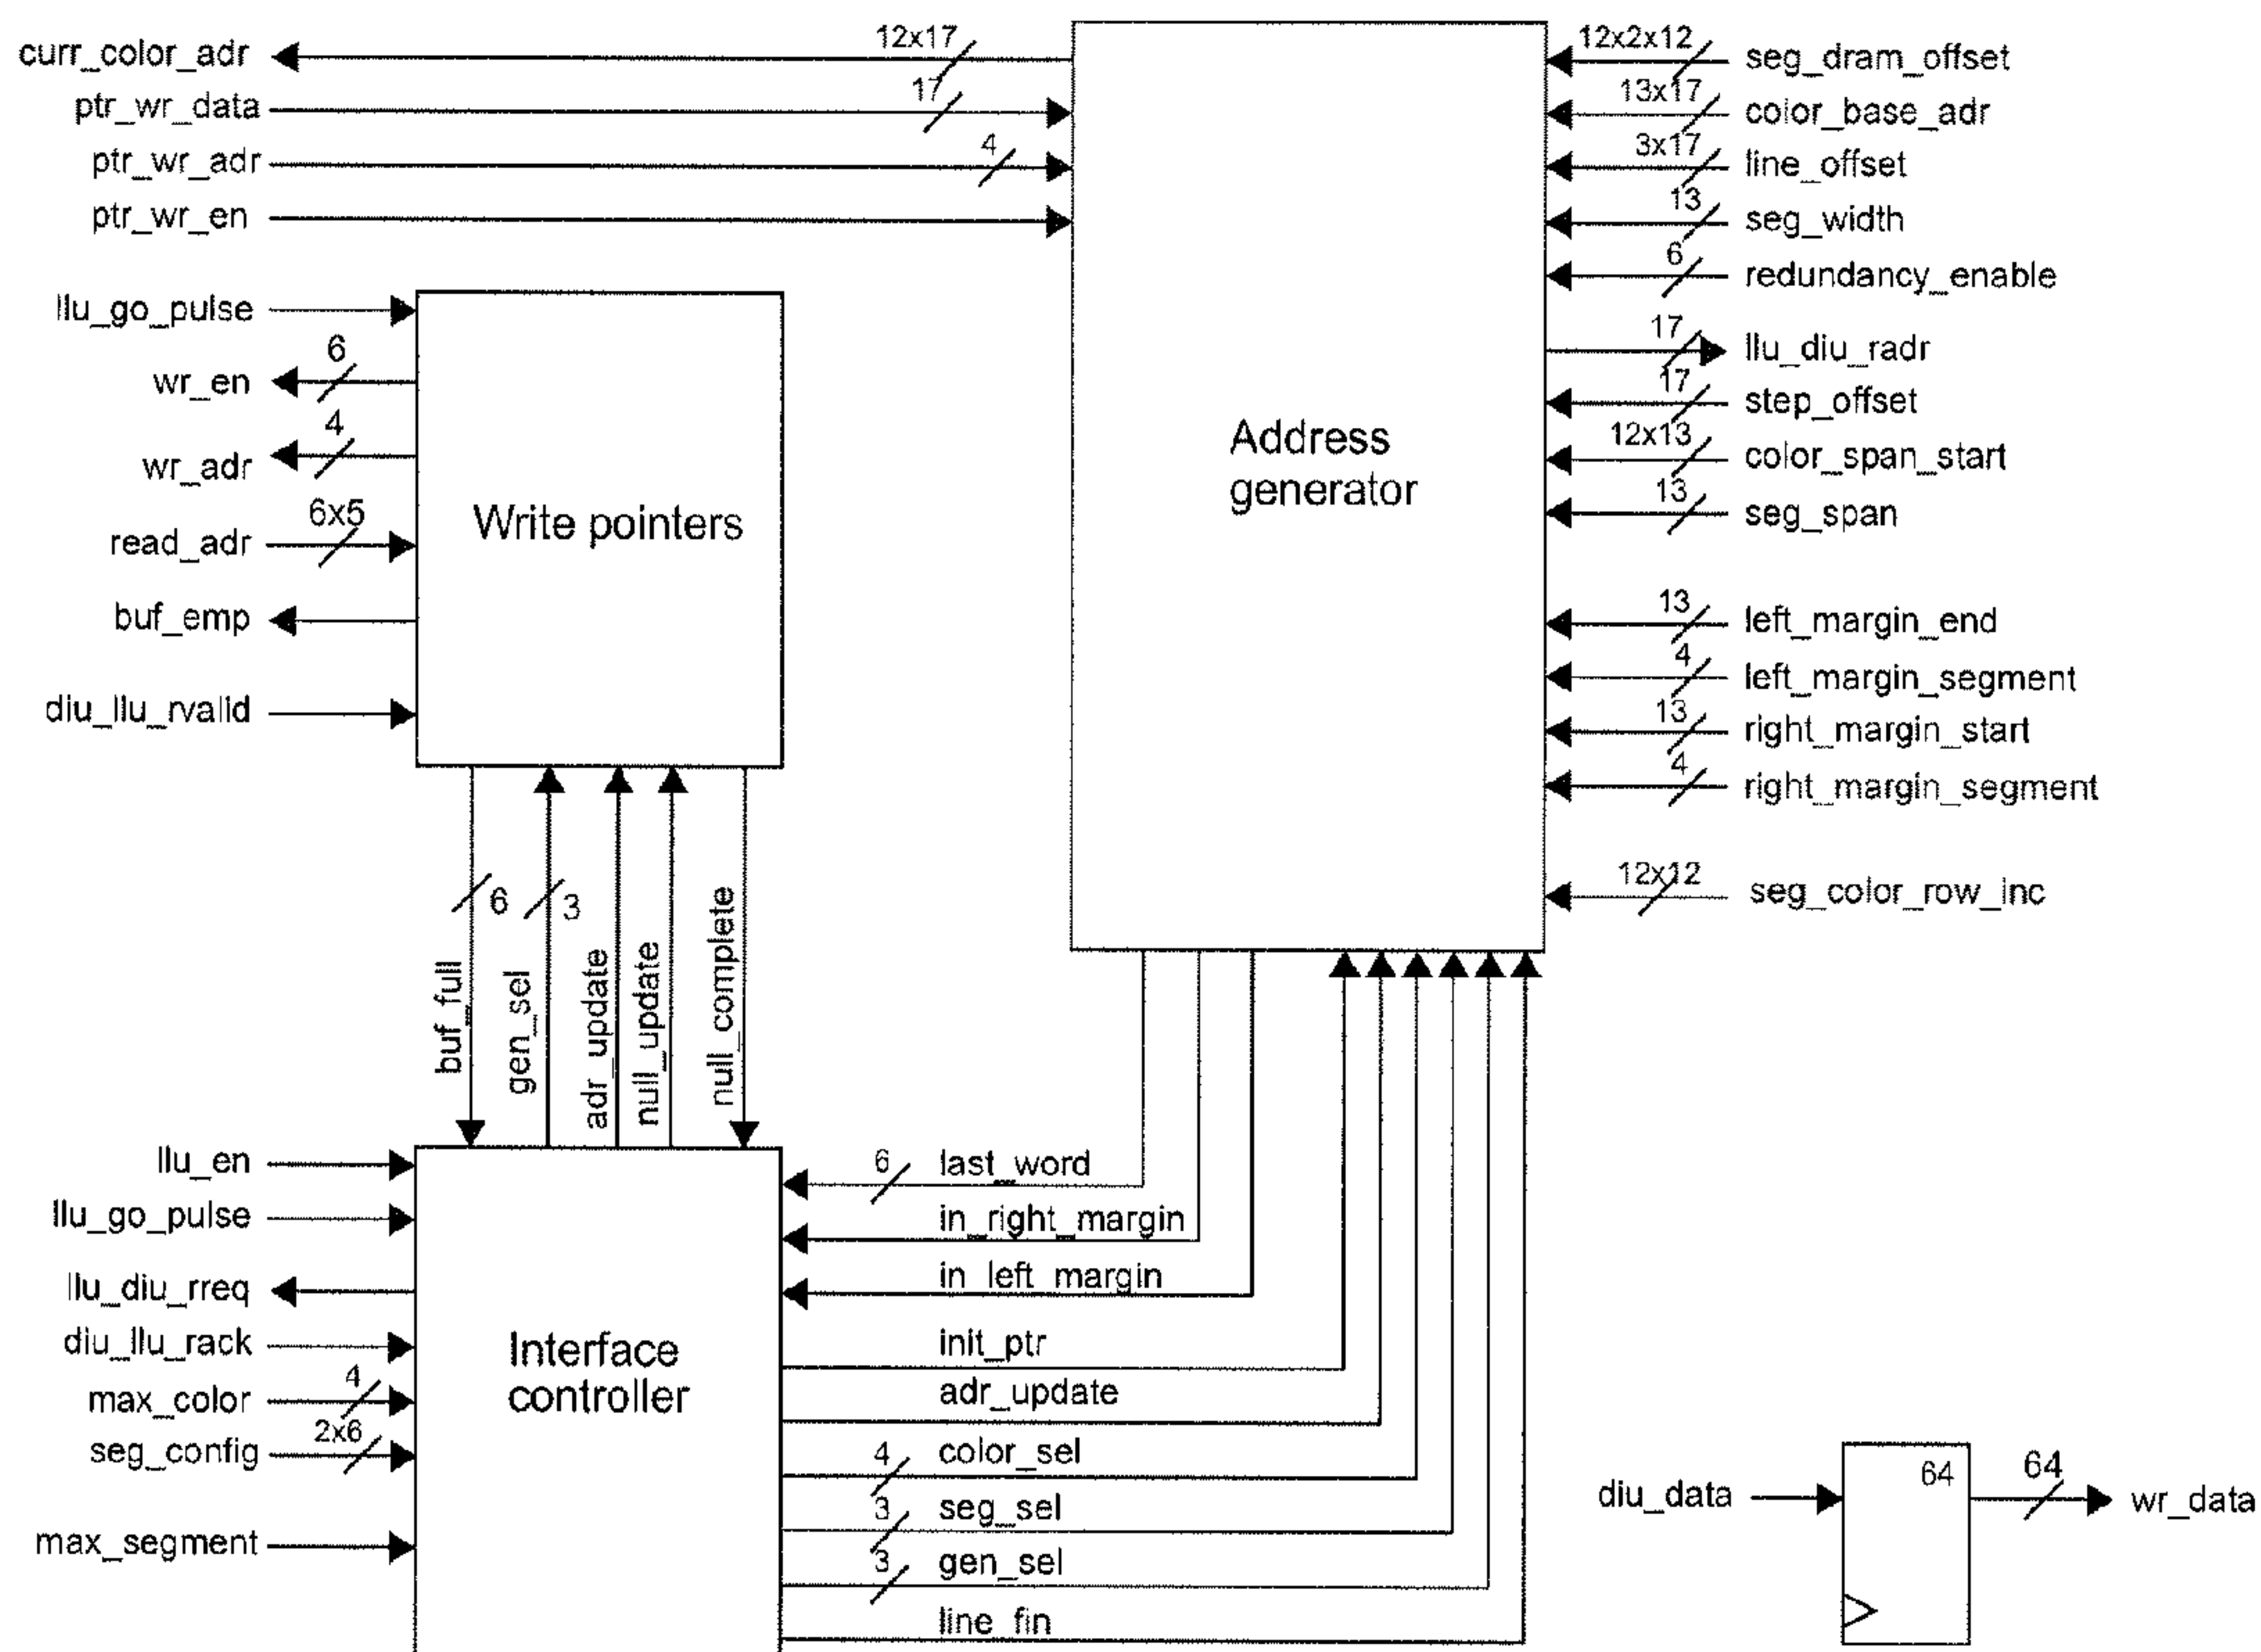 curr_color_adr
12x17
ptr_wr_data
17
ptr_wr_adr
4
ptr_wr_en
12x2x12
seg_dram_offset
13x17
color_base_adr
3x17
line_offset
13
seg_width
6
redundancy_enable
17
llu_diu_radr
17
step_offset
12x13
color_span_start
13
seg_span
13
left_margin_end
4
left_margin_segment
13
right_margin_start
4
right_margin_segment
12x12
seg_color_row_inc
Address
generator
llu_go_pulse
6
wr_en
4
wr_adr
6x5
read_adr
buf_emp
diu_llu_rvalid
Write pointers
6
3
buf_full
gen_sel
adr_update
null_update
null_complete
llu_en
llu_go_pulse
llu_diu_rreq
diu_llu_rack
4
max_color
2x6
seg_config
max_segment
Interface
controller
6
last_word
in_right_margin
in_left_margin
init_ptr
adr_update
4
color_sel
3
seg_sel
3
gen_sel
line_fin
diu_data
64
64
wr_data